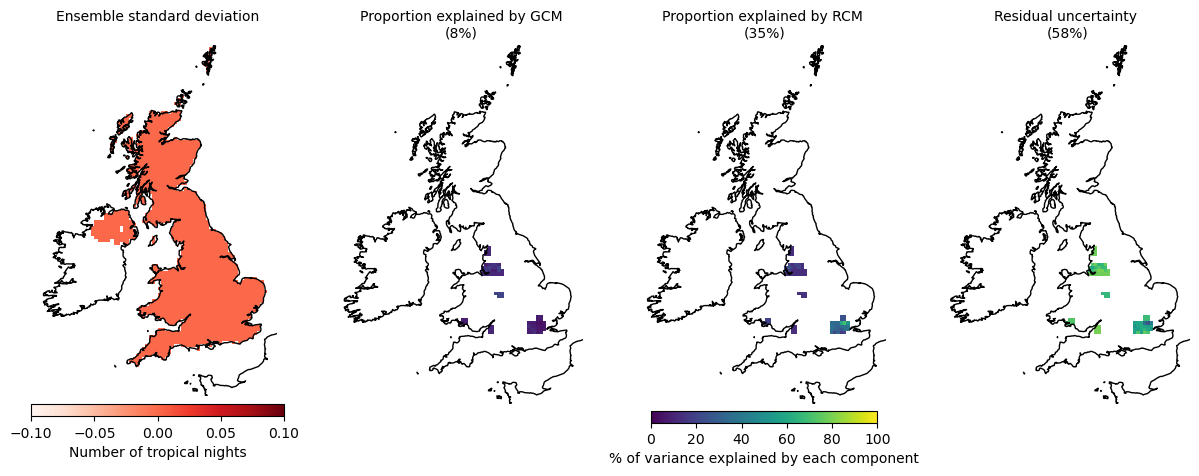 Ensemble standard deviation
Proportion explained by GCM
(8%)
Proportion explained by RCM
(35%)
Residual uncertainty
(58%)
−0.10 −0.05 0.00 0.05 0.10
Number of tropical nights
0 20 40 60 80 100
% of variance explained by each component